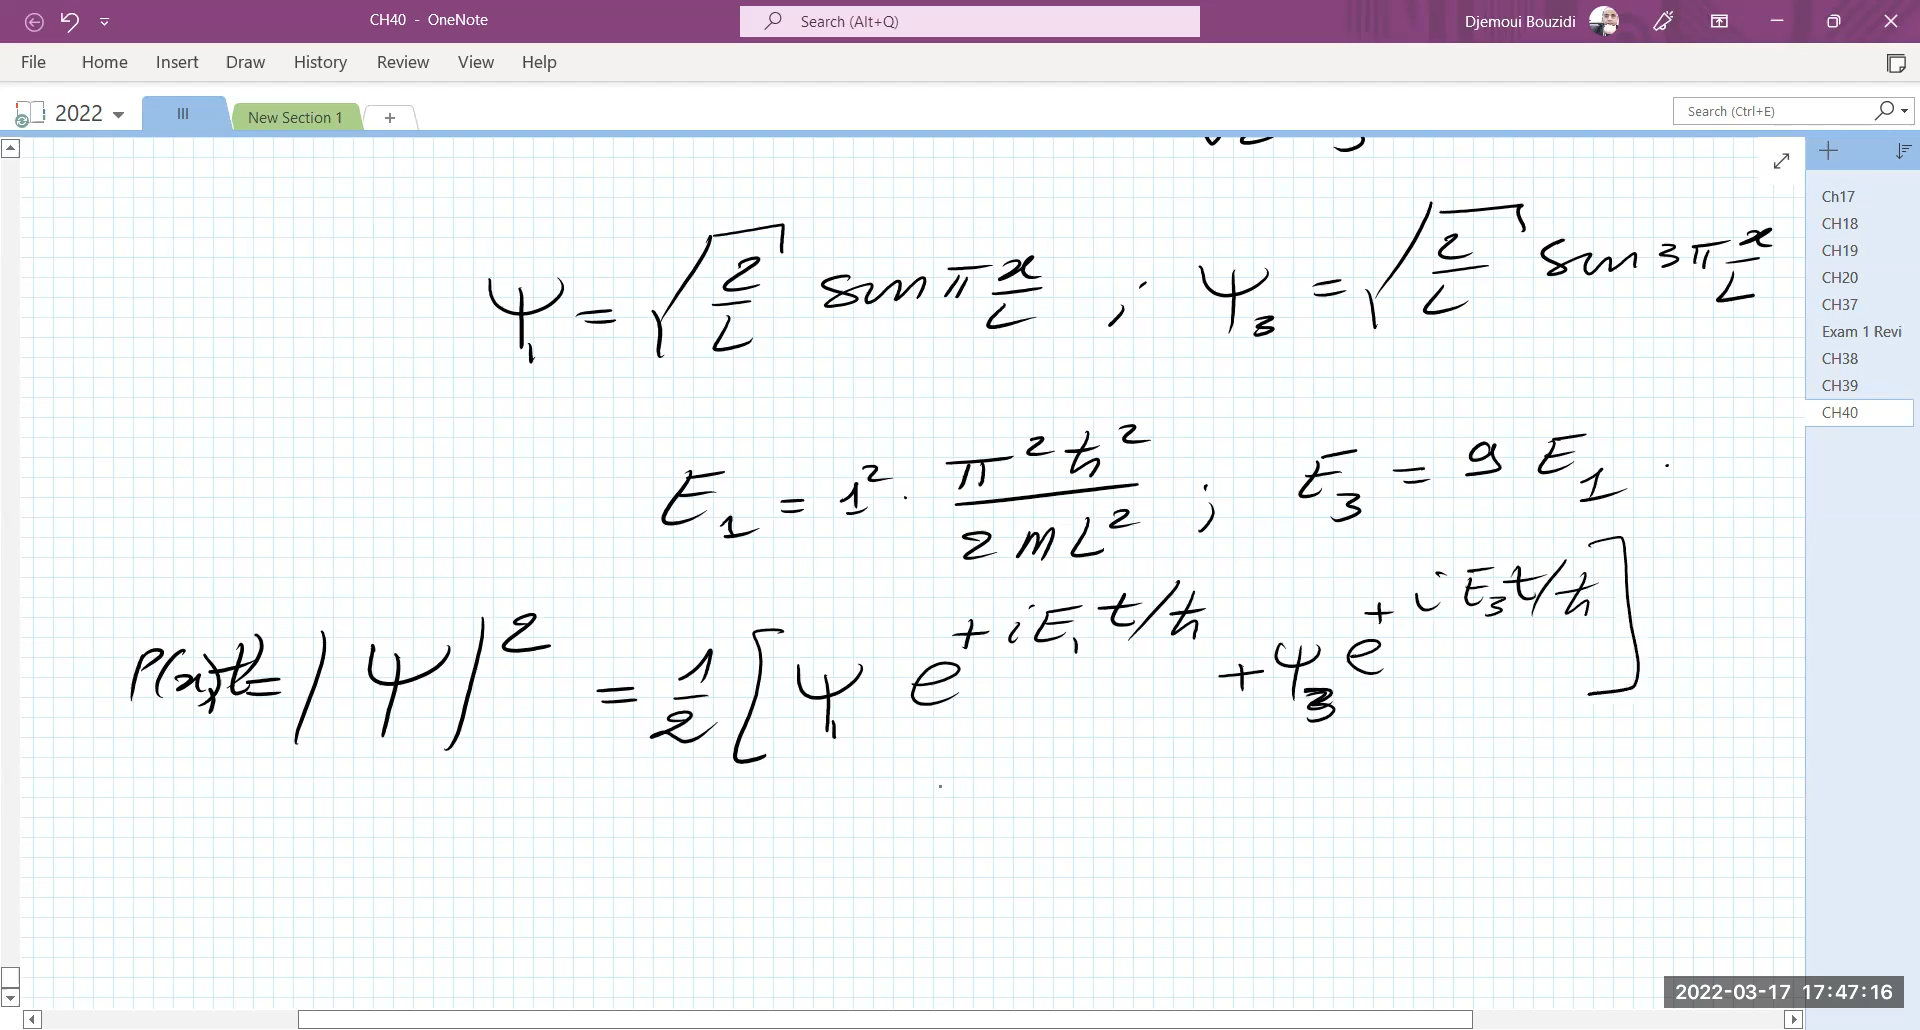 CH40 - OneNote
Search (Alt+Q)
Djemoui Bouzidi
File Home Insert Draw History Review View Help
2022
III
New Section 1
+
Search (Ctrl+E)
Ch17
CH18
CH19
CH20
CH37
Exam 1 Revi
CH38
CH39
CH40
ψ₁ = √(2/L) sin π x/L ; ψ₃ = √(2/L) sin 3π x/L
E₁ = 1² · π²ħ² / 2mL² ; E₃ = 9 E₁ .
P(x,t) = |ψ|² = 1/2 [ψ₁ e^{+iE₁t/ħ} + ψ₃ e^{+iE₃t/ħ}]
2022-03-17 17:47:16